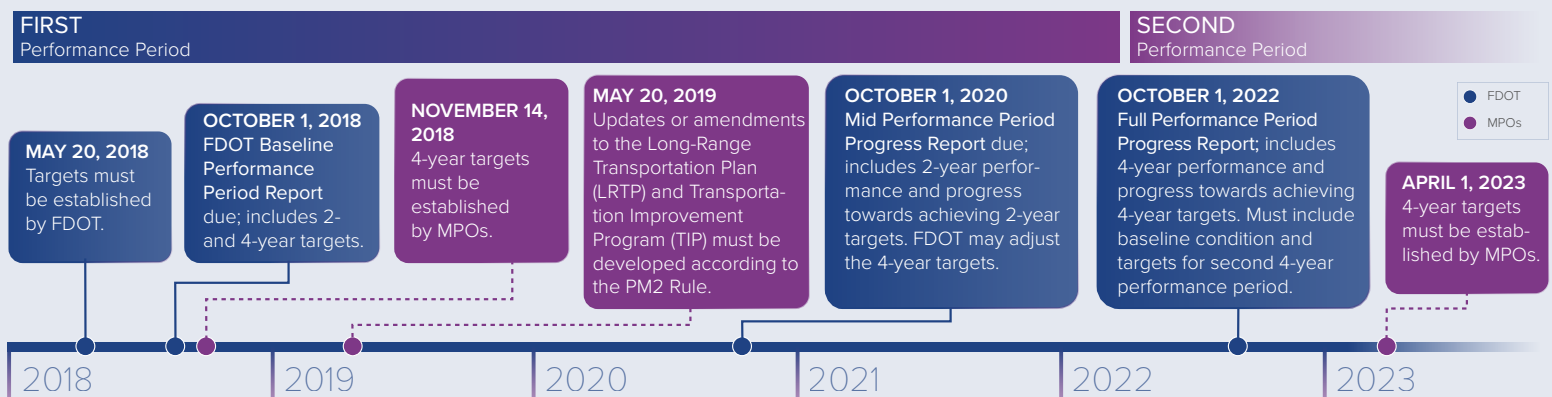 FIRST
Performance Period
SECOND
Performance Period
MAY 20, 2018
Targets must
be established
by FDOT.
OCTOBER 1, 2018
FDOT Baseline
Performance
Period Report
due; includes 2-
and 4-year targets.
NOVEMBER 14,
2018
4-year targets
must be
established
by MPOs.
MAY 20, 2019
Updates or amendments
to the Long-Range
Transportation Plan
(LRTP) and Transporta-
tion Improvement
Program (TIP) must be
developed according to
the PM2 Rule.
OCTOBER 1, 2020
Mid Performance Period
Progress Report due;
includes 2-year perfor-
mance and progress
towards achieving 2-year
targets. FDOT may adjust
the 4-year targets.
OCTOBER 1, 2022
Full Performance Period
Progress Report; includes
4-year performance and
progress towards achieving
4-year targets. Must include
baseline condition and
targets for second 4-year
performance period.
FDOT
MPOs
APRIL 1, 2023
4-year targets
must be estab-
lished by MPOs.
2018
2019
2020
2021
2022
2023